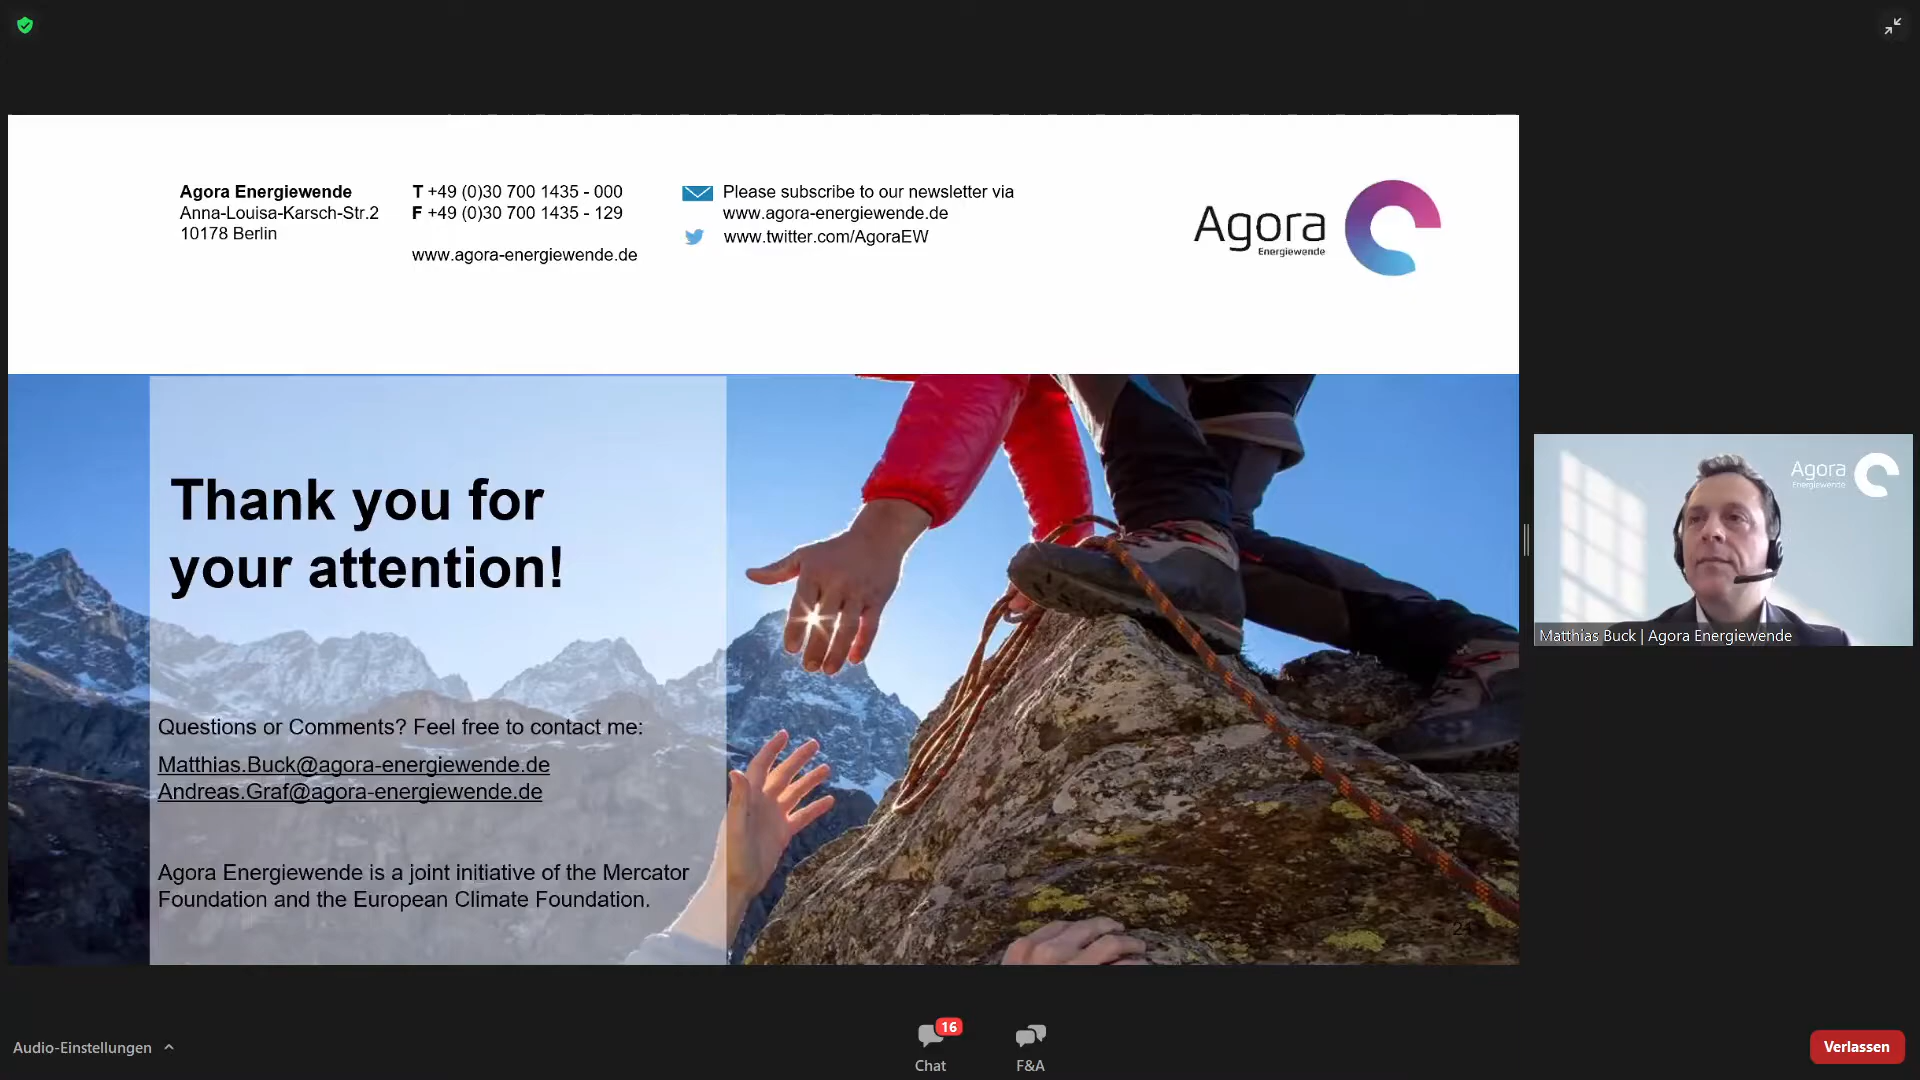 Agora Energiewende
Anna-Louisa-Karsch-Str.2
10178 Berlin
T +49 (0)30 700 1435 - 000
F +49 (0)30 700 1435 - 129
www.agora-energiewende.de
Please subscribe to our newsletter via
www.agora-energiewende.de
www.twitter.com/AgoraEW
Agora
Energiewende
Thank you for
your attention!
Questions or Comments? Feel free to contact me:
Matthias.Buck@agora-energiewende.de
Andreas.Graf@agora-energiewende.de
Agora Energiewende is a joint initiative of the Mercator
Foundation and the European Climate Foundation.
Agora
Energiewende
Matthias Buck | Agora Energiewende
Audio-Einstellungen
16
Chat
F&A
Verlassen